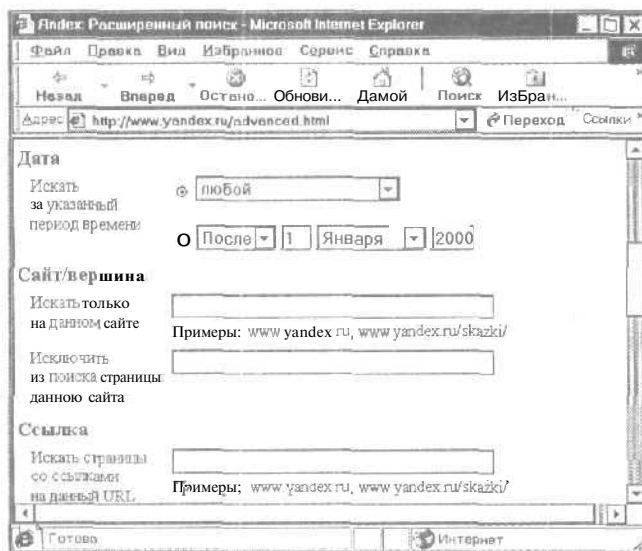 Яndex: Расширенный поиск - Microsoft Internet Explorer
Файл Правка Вид Избранное Сервис Справка
Назад Вперед Остано... Обнови... Дамой Поиск ИзБран...
Адрес http://www.yandex.ru/advanced.html Переход Ссылки
Дата
Искать за указанный период времени
любой
О После 1 Января 2000
Сайт/вершина
Искать только
на данном сайте
Примеры: www yandex ru, www yandex.ru/skazki/
Исключить
из поиска страницы
данною сайта
Ссылка
Искать страницы
со ссылками
на данный URL
Примеры; www yandex ru, www yandex.ru/skazki/
Готово Интернет